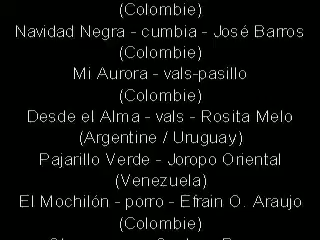 (Colombie)
Navidad Negra - cumbia - José Barros
(Colombie)
Mi Aurora - vals-pasillo
(Colombie)
Desde el Alma - vals - Rosita Melo
(Argentine / Uruguay)
Pajarillo Verde - Joropo Oriental
(Venezuela)
El Mochilón - porro - Efrain O. Araujo
(Colombie)